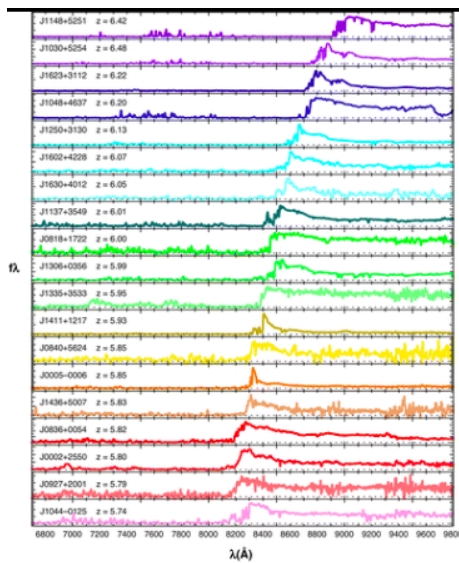 J1148+5251 z = 6.42
J1030+5254 z = 6.48
J1623+3112 z = 6.22
J1048+4637 z = 6.20
J1250+3130 z = 6.13
J1602+4228 z = 6.07
J1630+4012 z = 6.05
J1137+3549 z = 6.01
J0818+1722 z = 6.00
J1306+0356 z = 5.99
fλ
J1335+3533 z = 5.95
J1411+1217 z = 5.93
J0840+5624 z = 5.85
J0005−0006 z = 5.85
J1436+5007 z = 5.83
J0836+0054 z = 5.82
J0002+2550 z = 5.80
J0927+2001 z = 5.79
J1044−0125 z = 5.74
6800 7000 7200 7400 7600 7800 8000 8200 8400 8600 8800 9000 9200 9400 9600 9800
λ(Å)